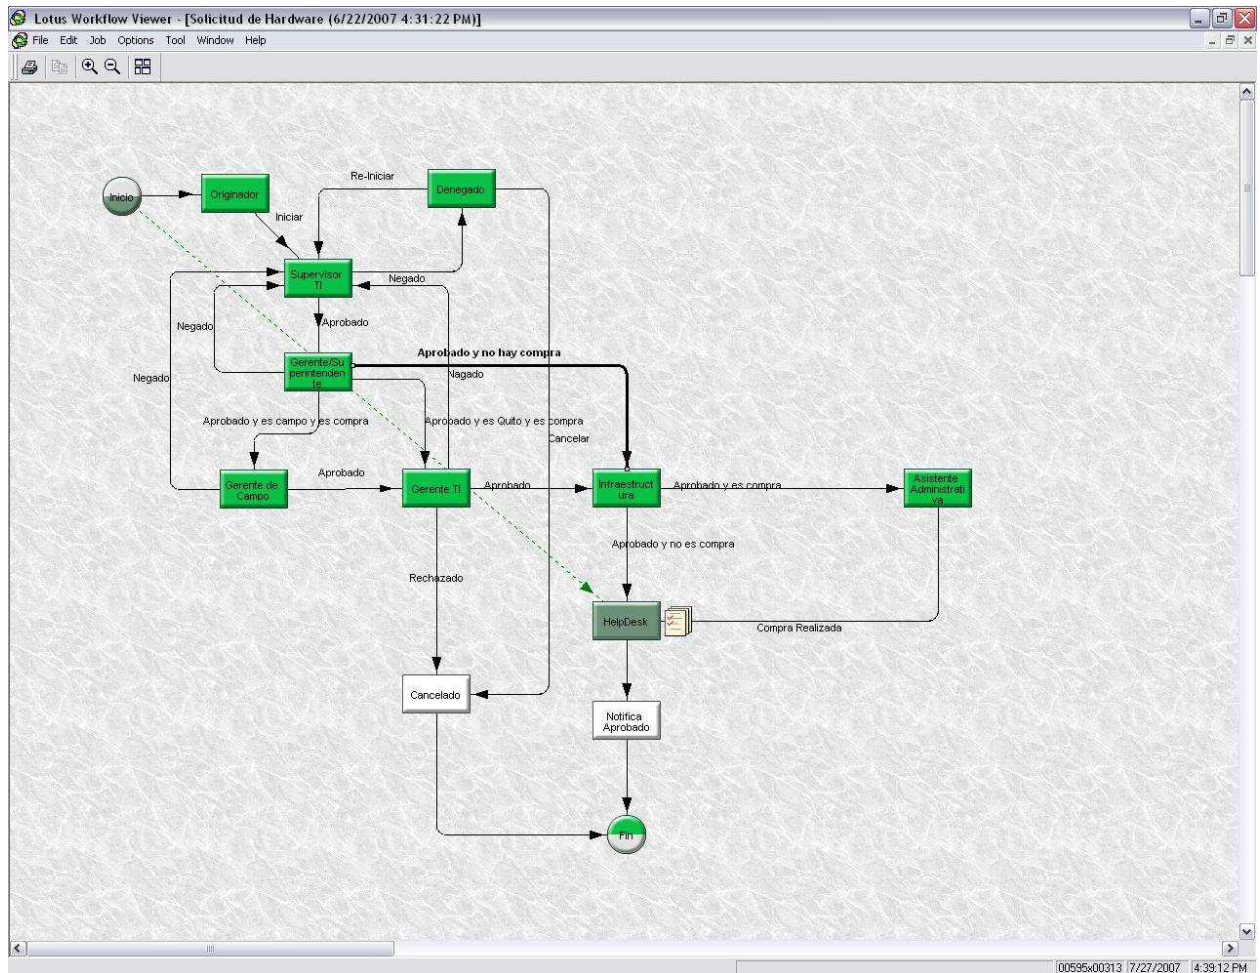 Lotus Workflow Viewer - [Solicitud de Hardware (6/22/2007 4:31:22 PM)]
File Edit Job Options Tool Window Help
Re-Iniciar
Inicio
Originador
Denegado
Iniciar
Supervisor
TI
Negado
Negado
Aprobado
Aprobado y no hay compra
Gerente/Su
perintenden
te
Negado
Nagado
Aprobado y es campo y es compra
Aprobado y es Quito y es compra
Cancelar
Gerente de
Campo
Aprobado
Gerente TI
Aprobado
Infraestruct
ura
Aprobado y es compra
Asistente
Administrati
va
Aprobado y no es compra
Rechazado
HelpDesk
Compra Realizada
Cancelado
Notifica
Aprobado
Fin
00595x00313 7/27/2007 4:39:12 PM